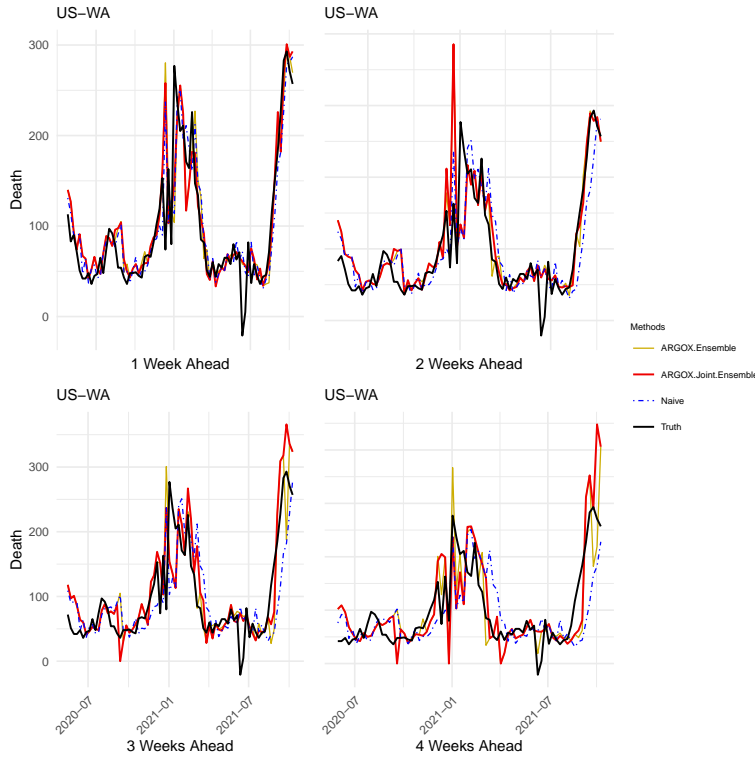 US−WA
US−WA
300
200
100
0
Death
1 Week Ahead
2 Weeks Ahead
Methods
ARGOX.Ensemble
ARGOX.Joint.Ensemble
Naive
Truth
US−WA
US−WA
300
200
100
0
Death
2020−07
2021−01
2021−07
2020−07
2021−01
2021−07
3 Weeks Ahead
4 Weeks Ahead